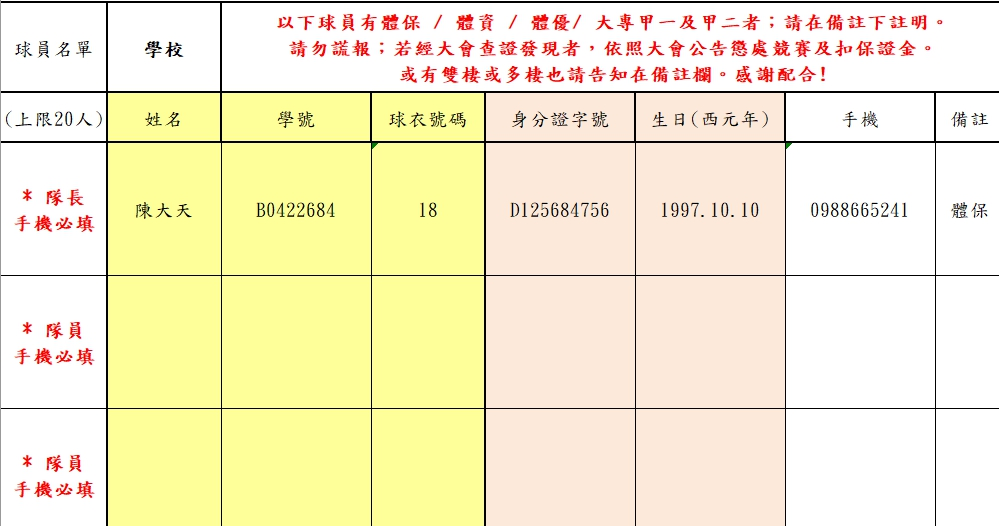 球員名單
學校
以下球員有體保 / 體資 / 體優/ 大專甲一及甲二者；請在備註下註明。
請勿謊報；若經大會查證發現者，依照大會公告懲處競賽及扣保證金。
或有雙棲或多棲也請告知在備註欄。感謝配合!
(上限20人) 姓名 學號 球衣號碼 身分證字號 生日(西元年) 手機 備註
* 隊長
手機必填
陳大天 B0422684 18 D125684756 1997.10.10 0988665241 體保
* 隊員
手機必填
* 隊員
手機必填